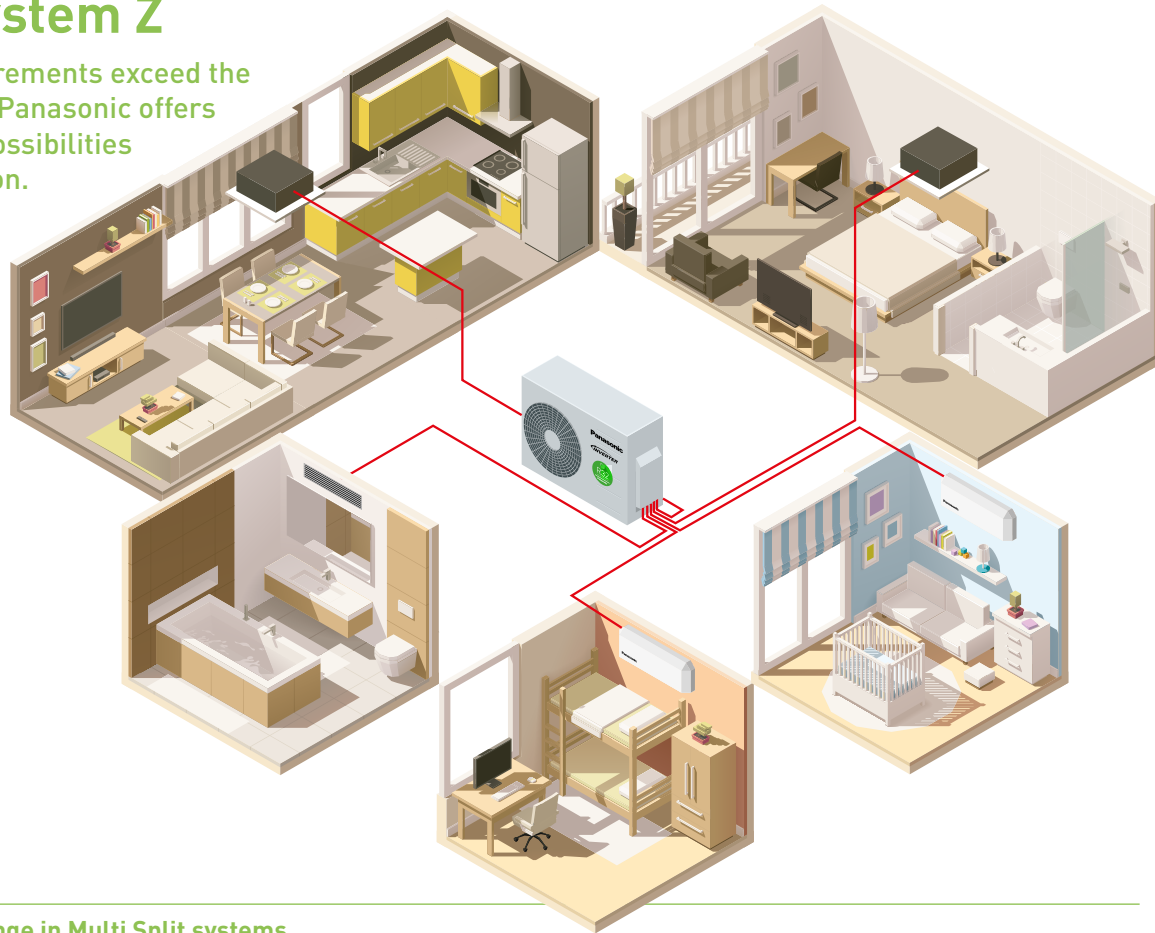 stem Z
rements exceed the
Panasonic offers
ossibilities
on.
Panasonic
INVERTER
R32
Panasonic
Panasonic
nge in Multi Split systems